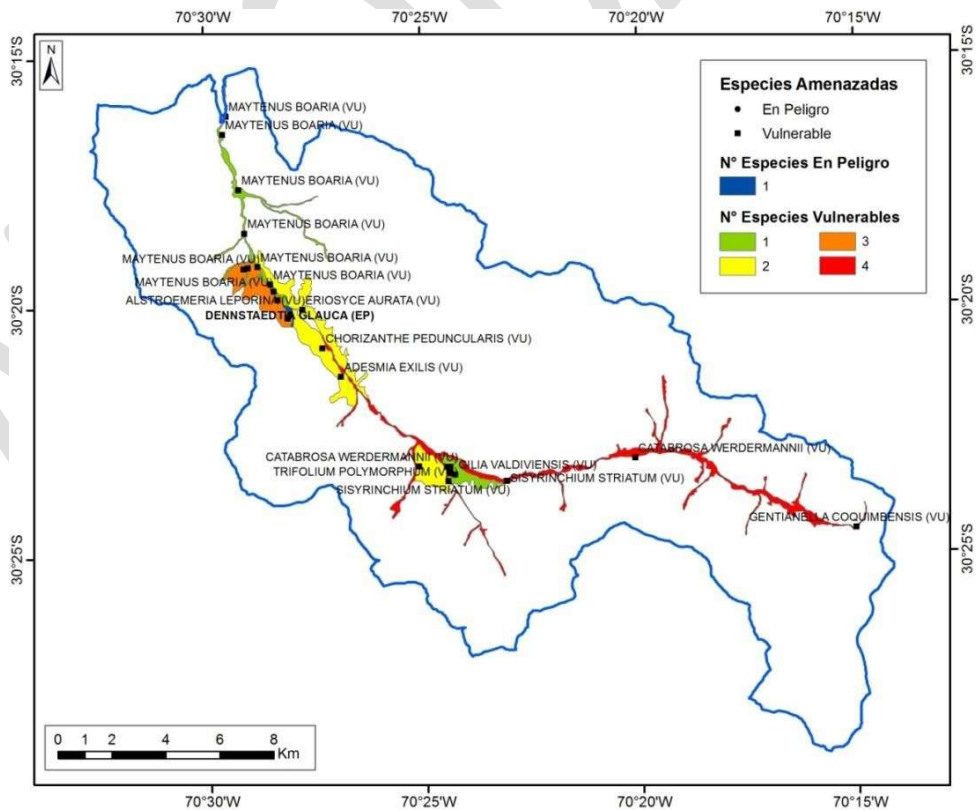 70°30'W 70°25'W 70°20'W 70°15'W
30°15'S 30°15'S
N
Especies Amenazadas
En Peligro
Vulnerable
N° Especies En Peligro
1
N° Especies Vulnerables
1 3
2 4
MAYTENUS BOARIA (VU)
MAYTENUS BOARIA (VU)
MAYTENUS BOARIA (VU)
MAYTENUS BOARIA (VU)
MAYTENUS BOARIA (VU) MAYTENUS BOARIA (VU)
MAYTENUS BOARIA (VU) MAYTENUS BOARIA (VU)
ALSTROEMERIA LEPORINA (VU) ERIOSYCE AURATA (VU)
30°20'S 30°20'S
DENNSTAEDTIA GLAUCA (EP)
CHORIZANTHE PEDUNCULARIS (VU)
ADESMIA EXILIS (VU)
CATABROSA WERDERMANNII (VU)
CATABROSA WERDERMANNII (VU) GILIA VALDIVIENSIS (VU)
TRIFOLIUM POLYMORPHUM (VU) SISYRINCHIUM STRIATUM (VU)
SISYRINCHIUM STRIATUM (VU)
GENTIANELLA COQUIMBENSIS (VU)
30°25'S 30°25'S
0 1 2 4 6 8
Km
70°30'W 70°25'W 70°20'W 70°15'W